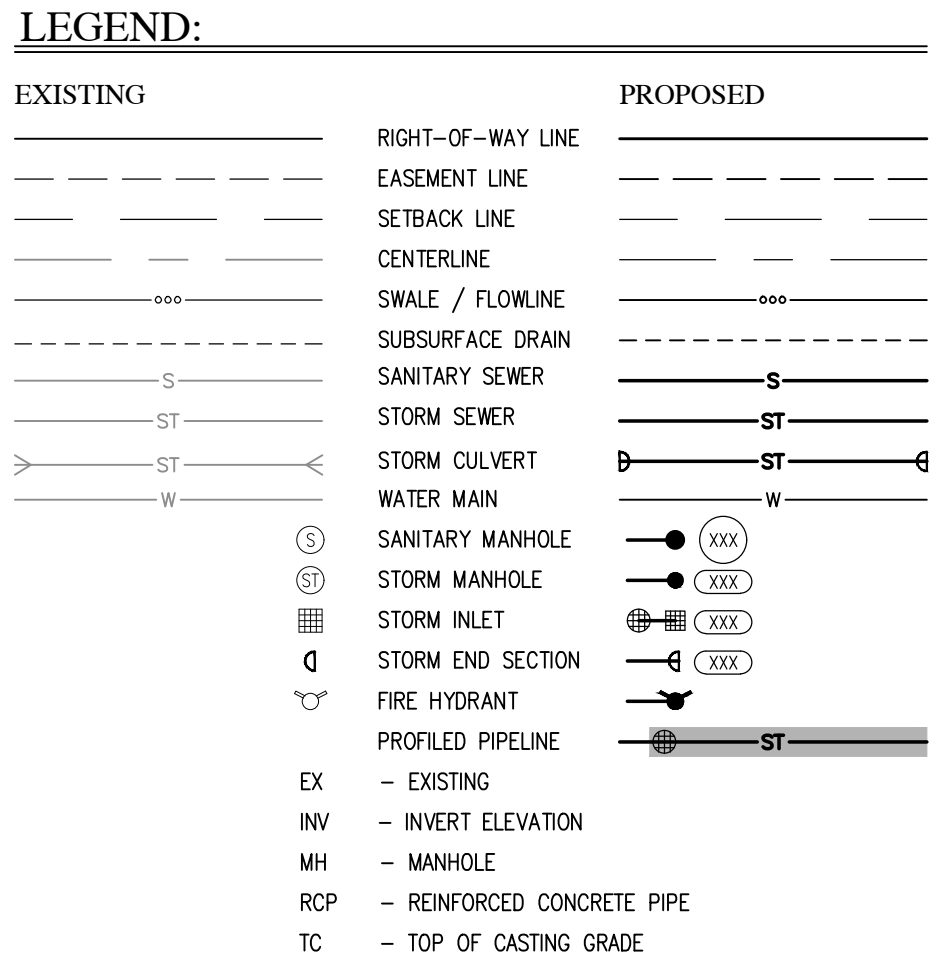 LEGEND:
EXISTING PROPOSED
RIGHT-OF-WAY LINE
EASEMENT LINE
SETBACK LINE
CENTERLINE
SWALE / FLOWLINE
SUBSURFACE DRAIN
S SANITARY SEWER S
ST STORM SEWER ST
ST STORM CULVERT ST
W WATER MAIN W
S SANITARY MANHOLE XXX
ST STORM MANHOLE XXX
STORM INLET XXX
STORM END SECTION XXX
FIRE HYDRANT
PROFILED PIPELINE ST
EX - EXISTING
INV - INVERT ELEVATION
MH - MANHOLE
RCP - REINFORCED CONCRETE PIPE
TC - TOP OF CASTING GRADE